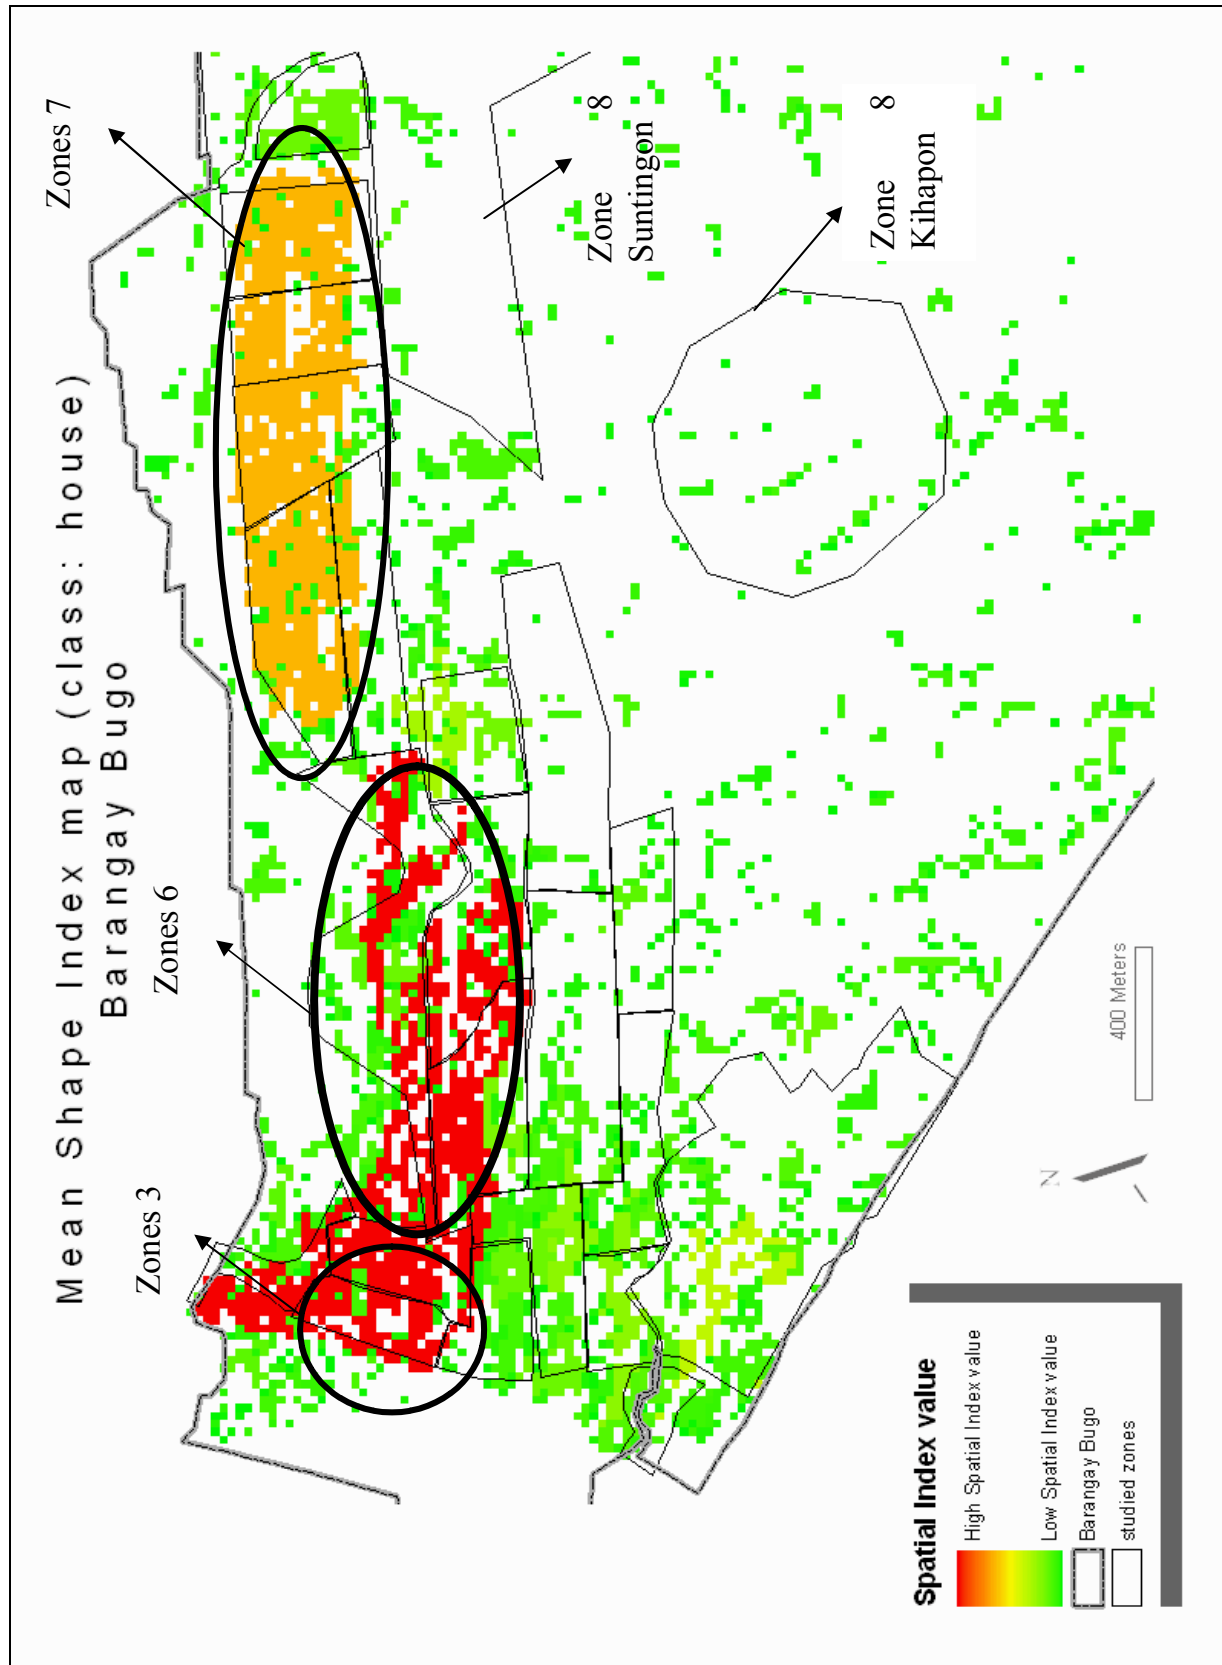 Mean Shape Index map (class: house)
Barangay Bugo
Zones 3
Zones 6
Zones 7
Zone 8
Suntingon
Zone 8
Kihapon
Spatial Index value
High Spatial Index value
Low Spatial Index value
Barangay Bugo
studied zones
N
400 Meters